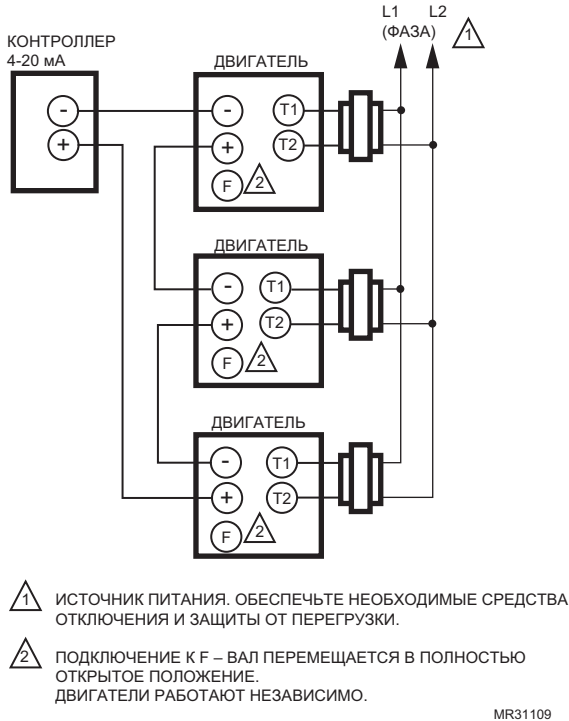 L1 L2
(ФАЗА) 1
КОНТРОЛЛЕР
4-20 мА
ДВИГАТЕЛЬ
- - T1
+ + T2
F 2
ДВИГАТЕЛЬ
- T1
+ T2
F 2
ДВИГАТЕЛЬ
- T1
+ T2
F 2
1 ИСТОЧНИК ПИТАНИЯ. ОБЕСПЕЧЬТЕ НЕОБХОДИМЫЕ СРЕДСТВА
ОТКЛЮЧЕНИЯ И ЗАЩИТЫ ОТ ПЕРЕГРУЗКИ.
2 ПОДКЛЮЧЕНИЕ К F – ВАЛ ПЕРЕМЕЩАЕТСЯ В ПОЛНОСТЬЮ
ОТКРЫТОЕ ПОЛОЖЕНИЕ.
ДВИГАТЕЛИ РАБОТАЮТ НЕЗАВИСИМО.
MR31109